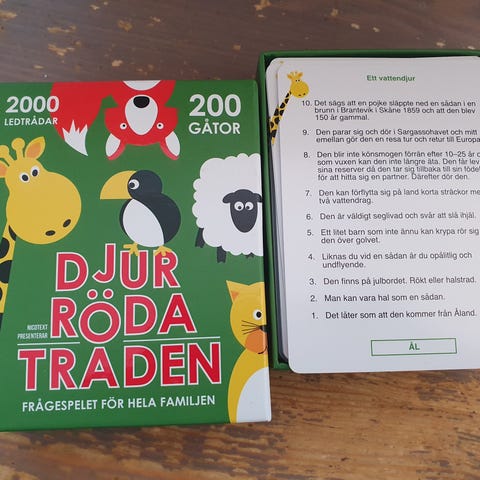 2000
LEDTRÅDAR
200
GÅTOR
DJUR
RÖDA
NICOTEXT
PRESENTERAR
TRÅDEN
FRÅGESPELET FÖR HELA FAMILJEN
Ett vattendjur
10. Det sägs att en pojke släppte ned en sådan i en
brunn i Brantevik i Skåne 1859 och att den blev
150 år gammal.
9. Den parar sig och dör i Sargassohavet och mitt
emellan gör den en resa tur och retur till Europa
8. Den blir inte könsmogen förrän efter 10–25 år o
som vuxen kan den inte längre äta. Den får lev
sina reserver då den tar sig tillbaka till sin föde
för att hitta sig en partner. Därefter dör den.
7. Den kan förflytta sig på land korta sträckor me
två vattendrag.
6. Den är väldigt seglivad och svår att slå ihjäl.
5. Ett litet barn som inte ännu kan krypa rör sig
den över golvet.
4. Liknas du vid en sådan är du opålitlig och
undflyende.
3. Den finns på julbordet. Rökt eller halstrad.
2. Man kan vara hal som en sådan.
1. Det låter som att den kommer från Åland.
ÅL